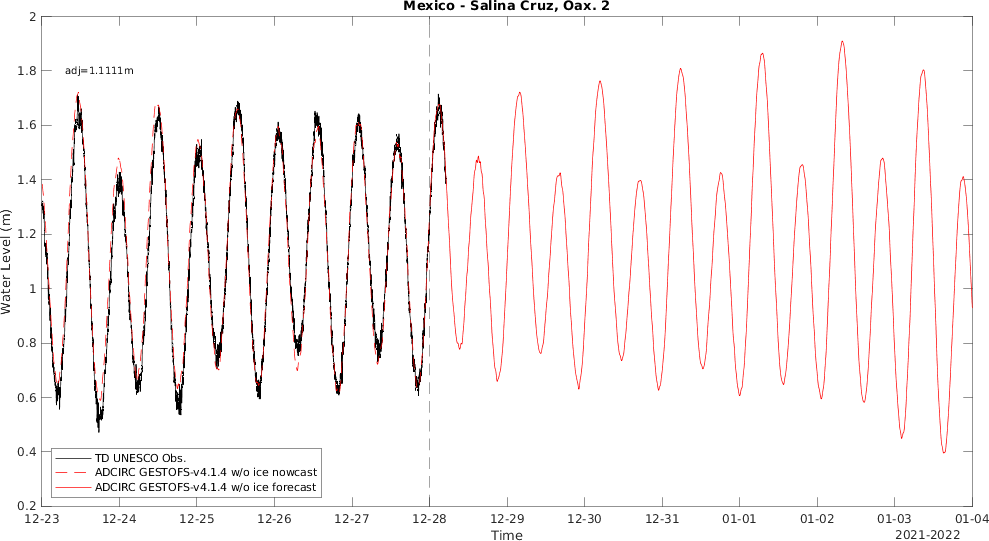 Mexico - Salina Cruz, Oax. 2
2
1.8
1.6
1.4
1.2
1
0.8
0.6
0.4
0.2
Water Level (m)
adj=1.1111m
TD UNESCO Obs.
ADCIRC GESTOFS-v4.1.4 w/o ice nowcast
ADCIRC GESTOFS-v4.1.4 w/o ice forecast
12-23 12-24 12-25 12-26 12-27 12-28 12-29 12-30 12-31 01-01 01-02 01-03 01-04
Time
2021-2022